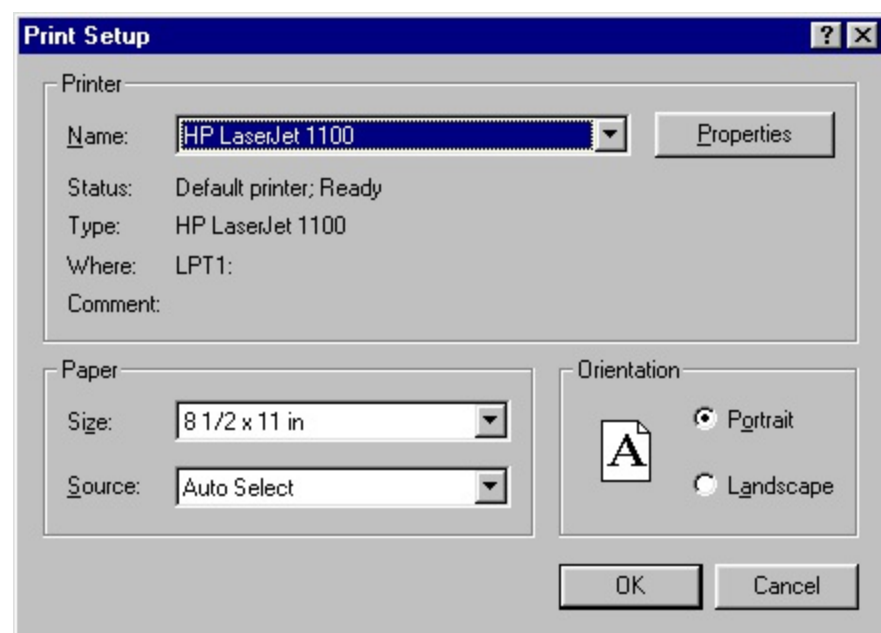 Print Setup
Printer
Name: HP LaserJet 1100 Properties
Status: Default printer; Ready
Type: HP LaserJet 1100
Where: LPT1:
Comment:
Paper
Size: 8 1/2 x 11 in
Source: Auto Select
Orientation
A
Portrait
Landscape
OK Cancel